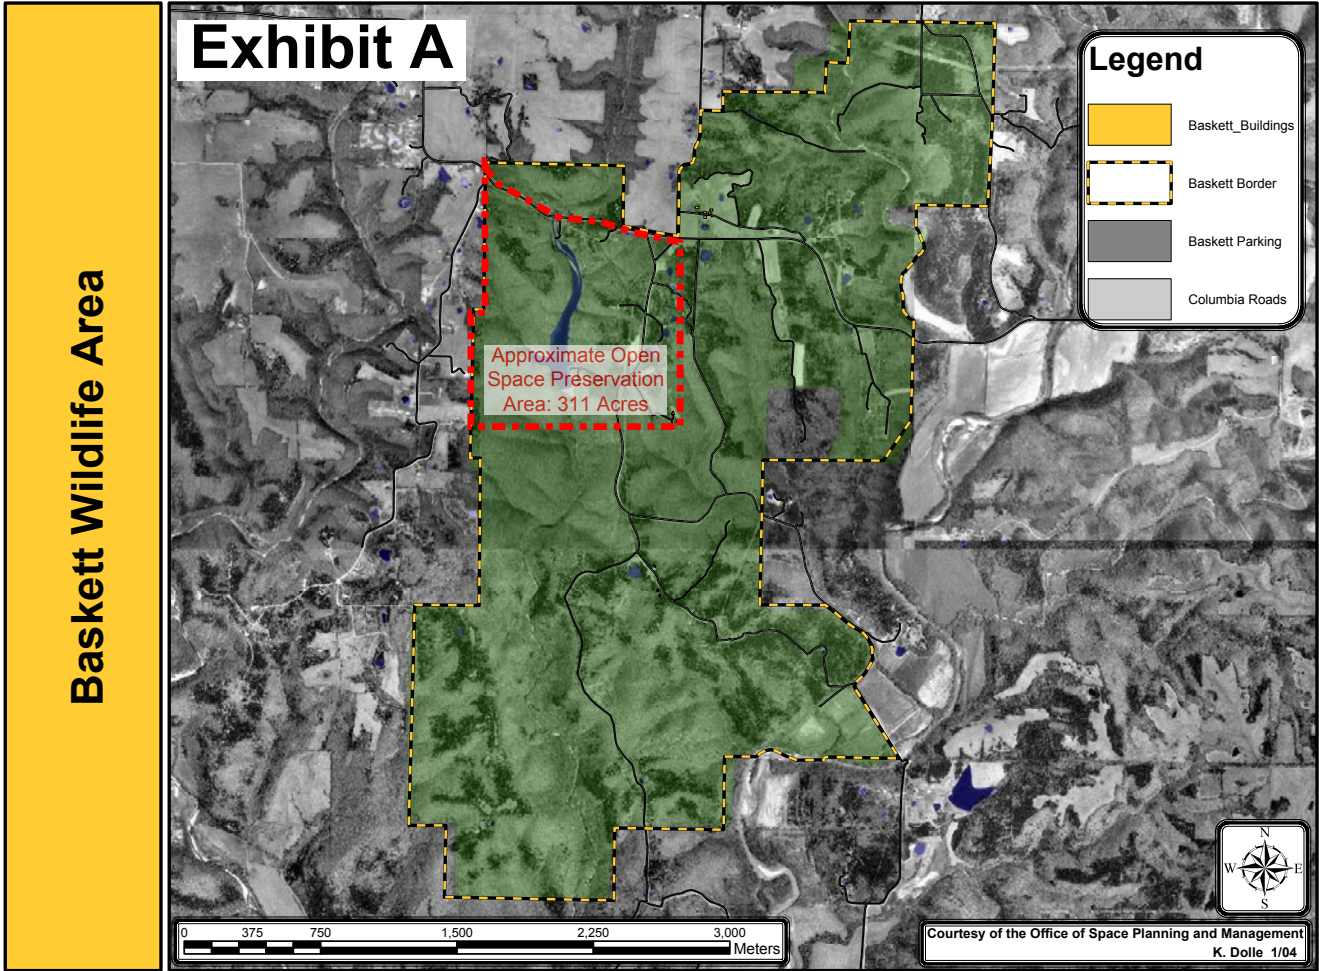 Baskett Wildlife Area
Exhibit A
Legend
Baskett_Buildings
Baskett Border
Baskett Parking
Columbia Roads
Approximate Open
Space Preservation
Area: 311 Acres
N
W E
S
0 375 750 1,500 2,250 3,000
Meters
Courtesy of the Office of Space Planning and Management
K. Dolle 1/04